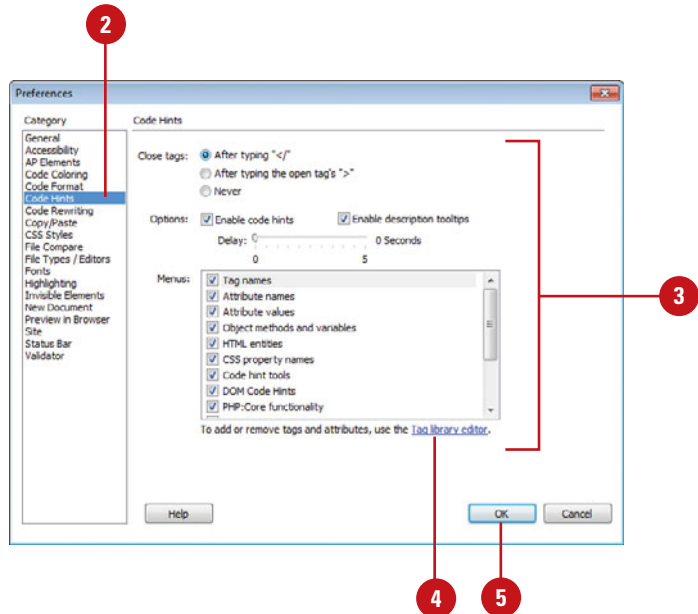 2
Preferences
Category
Code Hints
General
Accessibility
AP Elements
Code Coloring
Code Format
Code Hints
Code Rewriting
Copy/Paste
CSS Styles
File Compare
File Types / Editors
Fonts
Highlighting
Invisible Elements
New Document
Preview in Browser
Site
Status Bar
Validator
Close tags: After typing "</"
After typing the open tag's ">"
Never
Options: Enable code hints Enable description tooltips
Delay: 0 Seconds
0 5
Menus: Tag names
Attribute names
Attribute values
Object methods and variables
HTML entities
CSS property names
Code hint tools
DOM Code Hints
PHP:Core functionality
To add or remove tags and attributes, use the Tag library editor.
3
Help OK Cancel
4 5